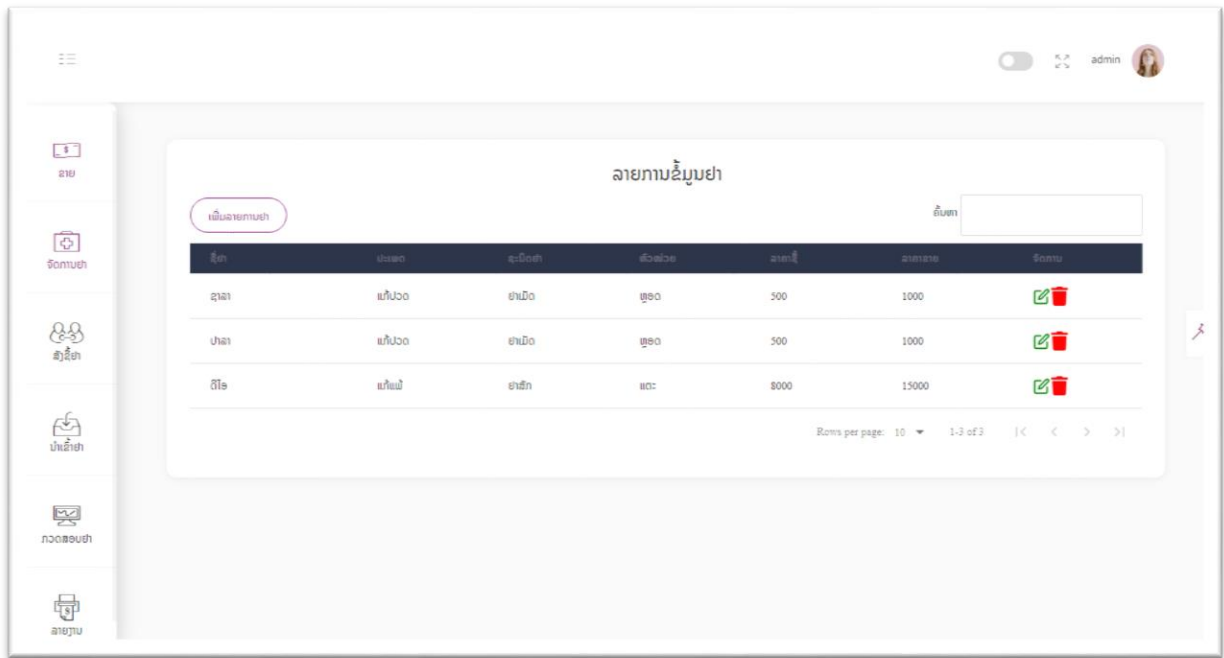 admin
ຂາຍ
ຈັດການຢາ
ສັ່ງຊື້ຢາ
ນຳເຂົ້າຢາ
ກວດສອບຢາ
ລາຍງານ
ລາຍການຂໍ້ມູນຢາ
ເພີ່ມລາຍການຢາ
ຄົ້ນຫາ
ຊື່ຢາ ປະເພດ ຊະນິດຢາ ຫົວໜ່ວຍ ລາຄາຊື້ ລາຄາຂາຍ ຈັດການ
ຊາລາ ແກ້ປວດ ຢາເມັດ ຫຼອດ 500 1000
ປາລາ ແກ້ປວດ ຢາເມັດ ຫຼອດ 500 1000
ດີໄອ ແກ້ແພ້ ຢາສັກ ແຕະ 8000 15000
Rows per page: 10 1-3 of 3